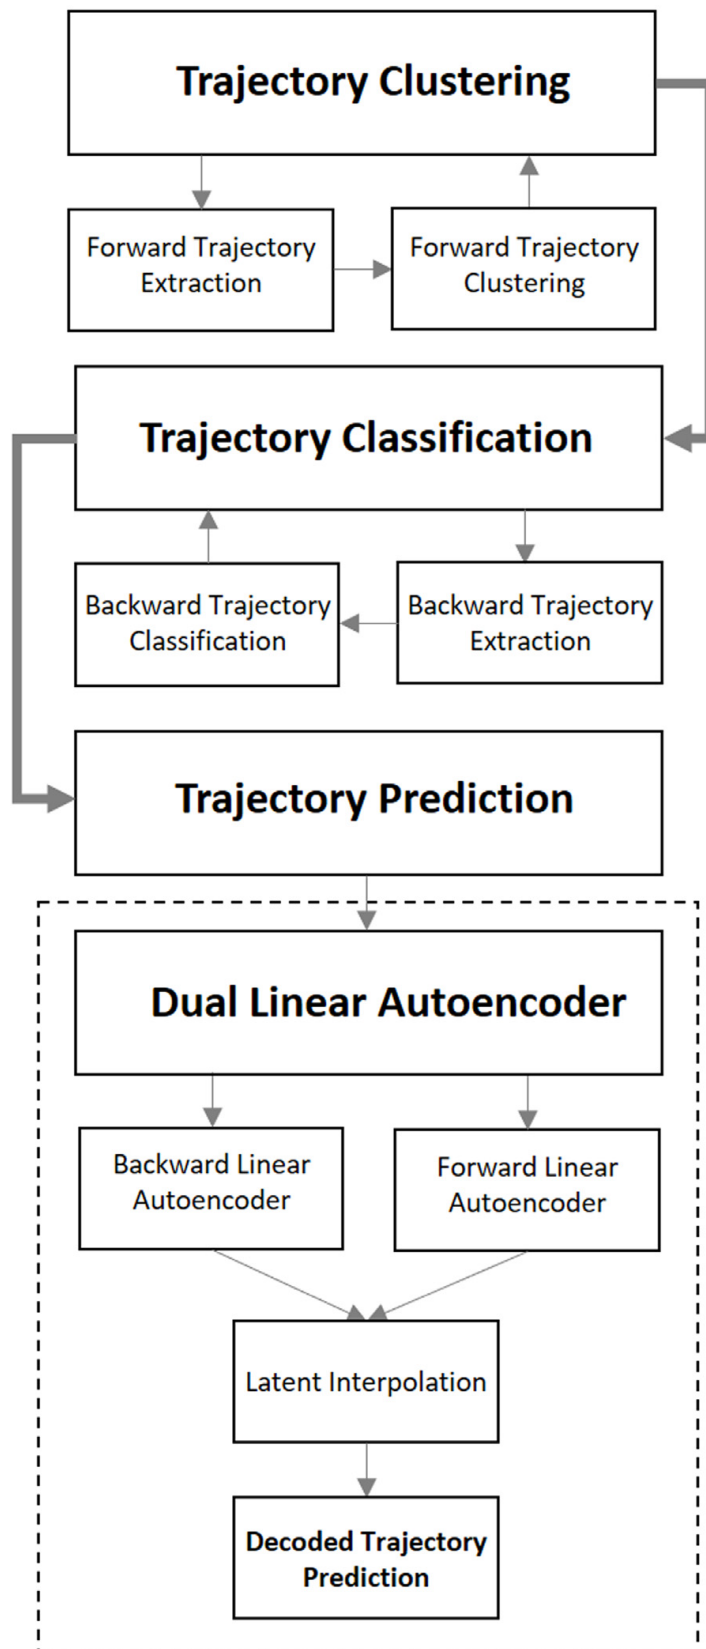 Trajectory Clustering
Forward Trajectory
Extraction
Forward Trajectory
Clustering
Trajectory Classification
Backward Trajectory
Classification
Backward Trajectory
Extraction
Trajectory Prediction
Dual Linear Autoencoder
Backward Linear
Autoencoder
Forward Linear
Autoencoder
Latent Interpolation
Decoded Trajectory
Prediction